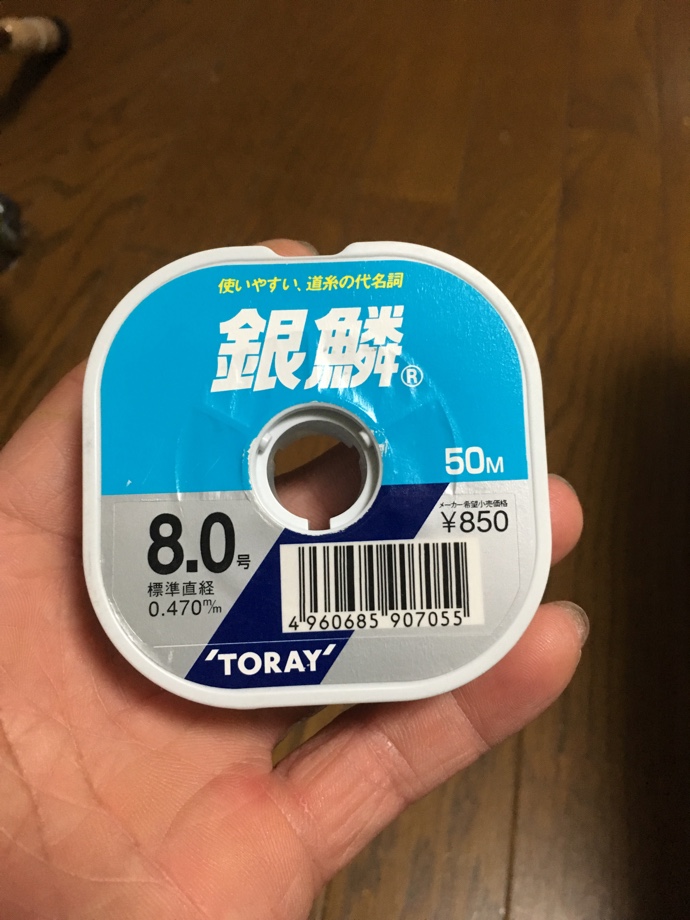 使いやすい、道糸の代名詞
銀鱗®
50M
8.0号
標準直経
0.470m/m
メーカー希望小売価格
¥850
4 960685 907055
'TORAY'